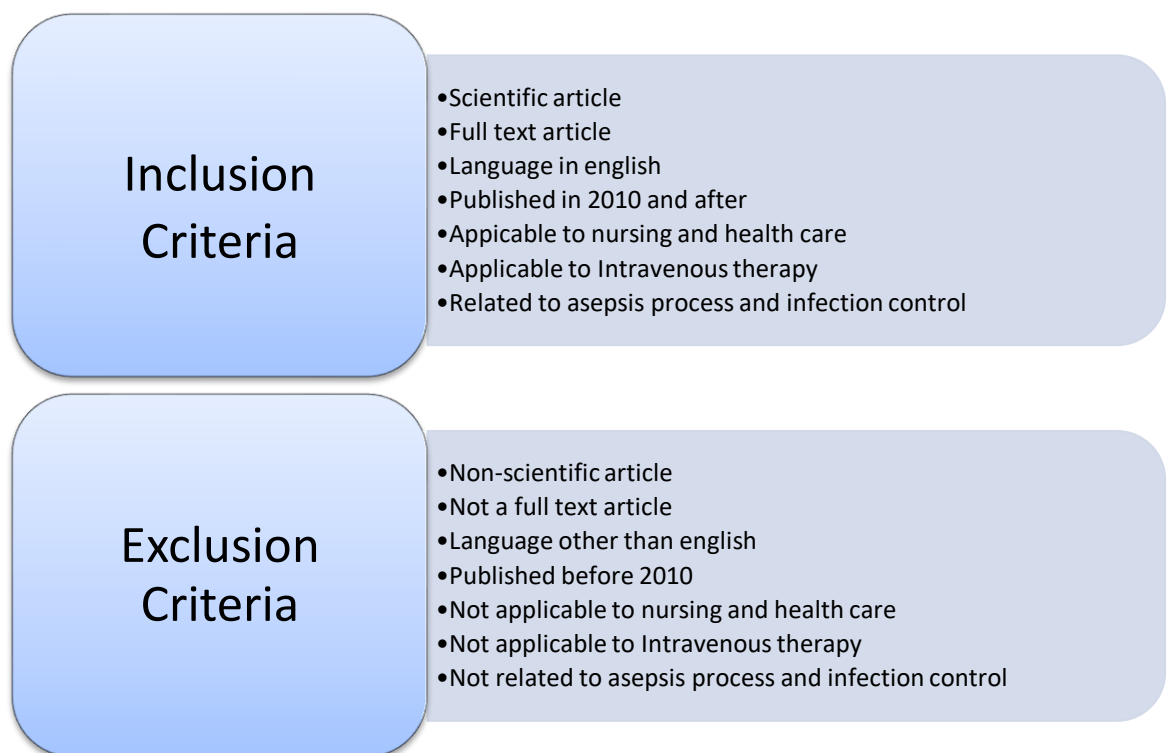 Inclusion
Criteria
•Scientific article
•Full text article
•Language in english
•Published in 2010 and after
•Appicable to nursing and health care
•Applicable to Intravenous therapy
•Related to asepsis process and infection control
Exclusion
Criteria
•Non-scientific article
•Not a full text article
•Language other than english
•Published before 2010
•Not applicable to nursing and health care
•Not applicable to Intravenous therapy
•Not related to asepsis process and infection control